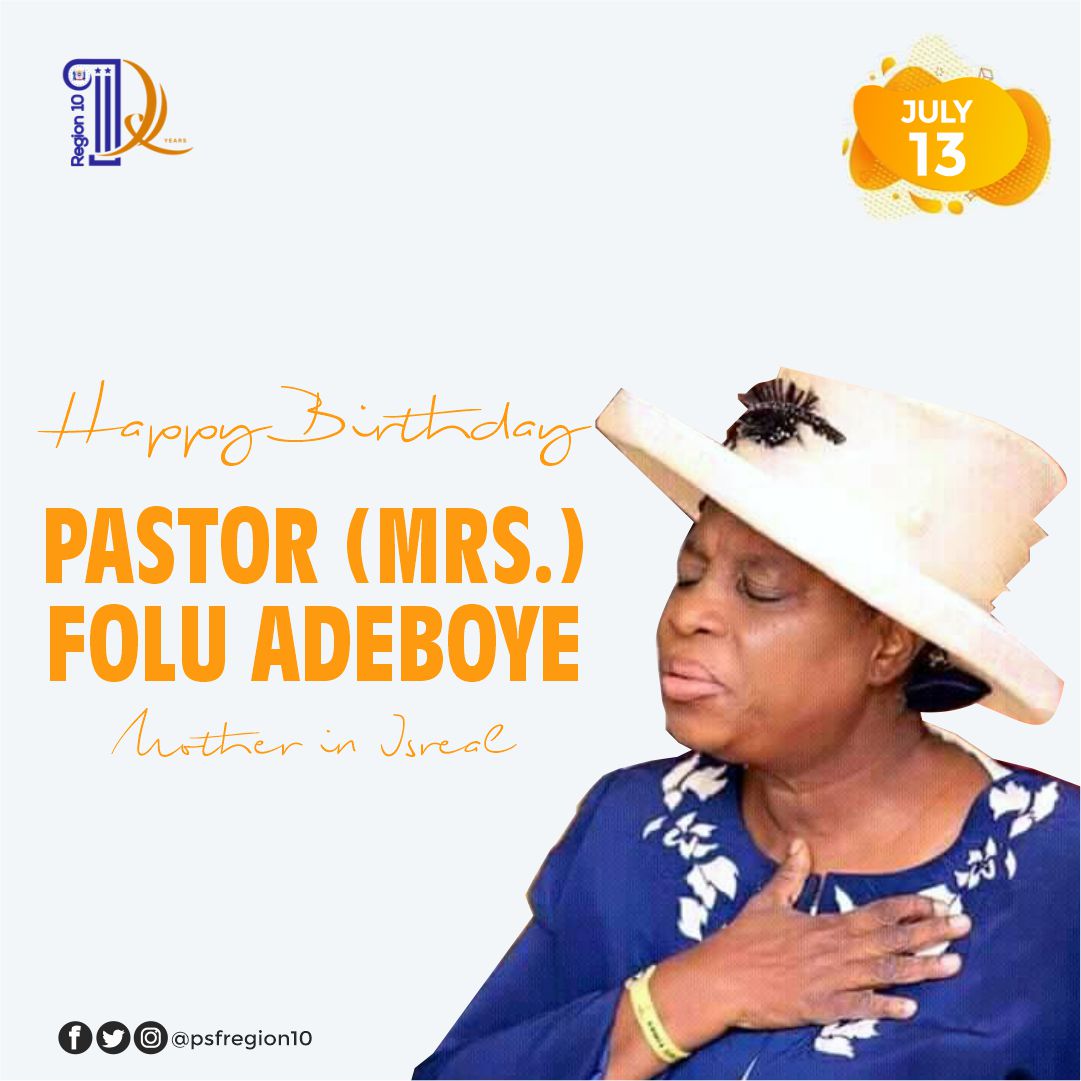 Region 10
YEARS
JULY
13
Happy Birthday
PASTOR (MRS.)
FOLU ADEBOYE
Mother in Isreal
@psfregion10